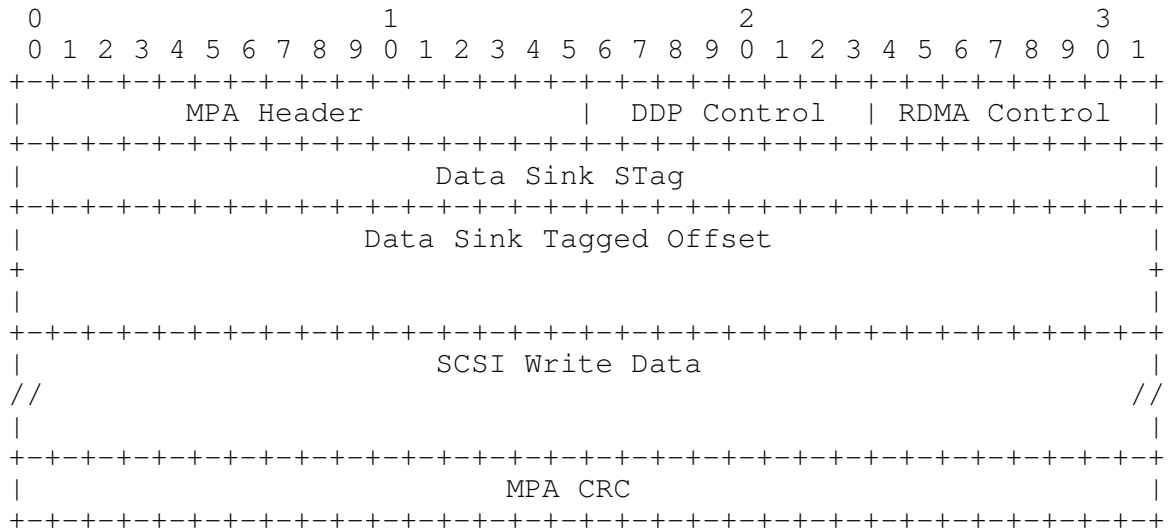 0                   1                   2                   3
 0 1 2 3 4 5 6 7 8 9 0 1 2 3 4 5 6 7 8 9 0 1 2 3 4 5 6 7 8 9 0 1
+-+-+-+-+-+-+-+-+-+-+-+-+-+-+-+-+-+-+-+-+-+-+-+-+-+-+-+-+-+-+-+-+
|         MPA Header            |  DDP Control  | RDMA Control  |
+-+-+-+-+-+-+-+-+-+-+-+-+-+-+-+-+-+-+-+-+-+-+-+-+-+-+-+-+-+-+-+-+
|                       Data Sink STag                          |
+-+-+-+-+-+-+-+-+-+-+-+-+-+-+-+-+-+-+-+-+-+-+-+-+-+-+-+-+-+-+-+-+
|                   Data Sink Tagged Offset                     |
+                                                               +
|                                                               |
+-+-+-+-+-+-+-+-+-+-+-+-+-+-+-+-+-+-+-+-+-+-+-+-+-+-+-+-+-+-+-+-+
|                       SCSI Write Data                         |
//                                                             //
|                                                               |
+-+-+-+-+-+-+-+-+-+-+-+-+-+-+-+-+-+-+-+-+-+-+-+-+-+-+-+-+-+-+-+-+
|                           MPA CRC                             |
+-+-+-+-+-+-+-+-+-+-+-+-+-+-+-+-+-+-+-+-+-+-+-+-+-+-+-+-+-+-+-+-+